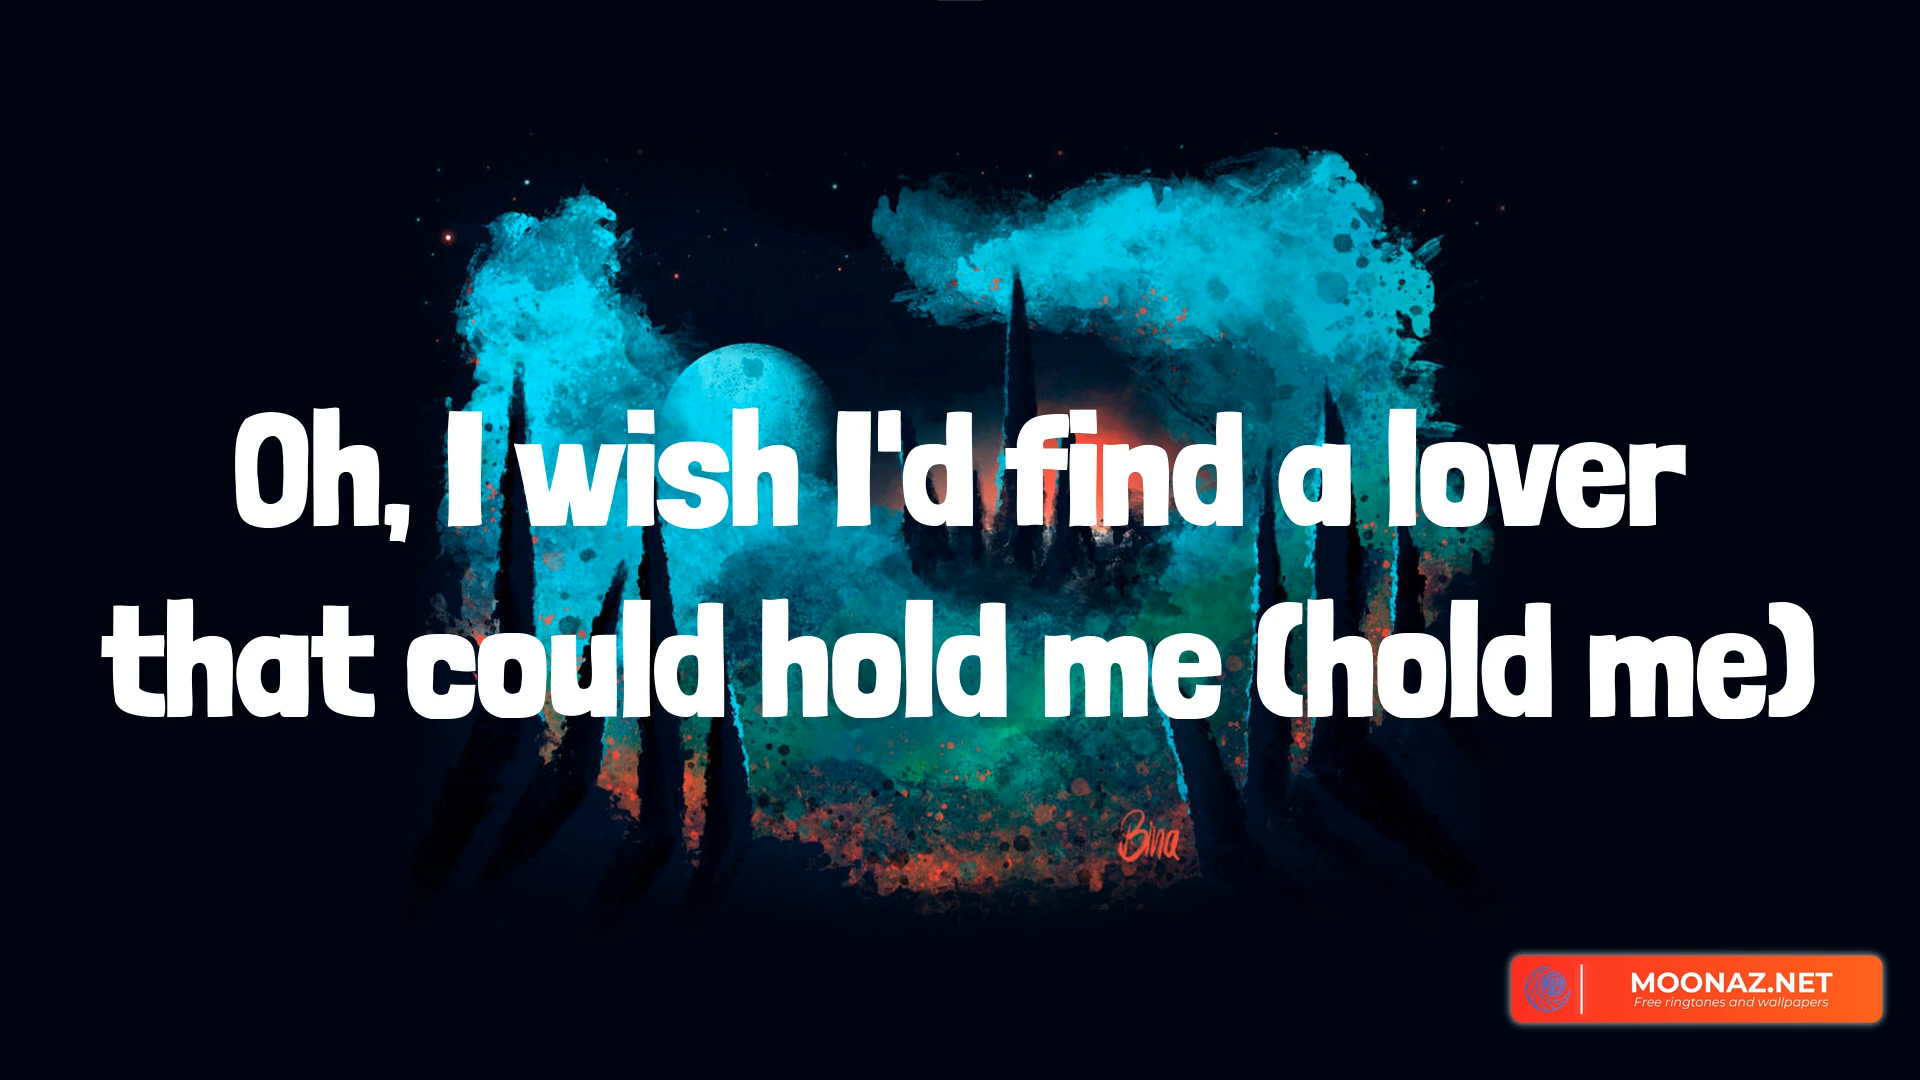 Oh, I wish I'd find a lover
that could hold me (hold me)
Bina
MOONAZ.NET
Free ringtones and wallpapers